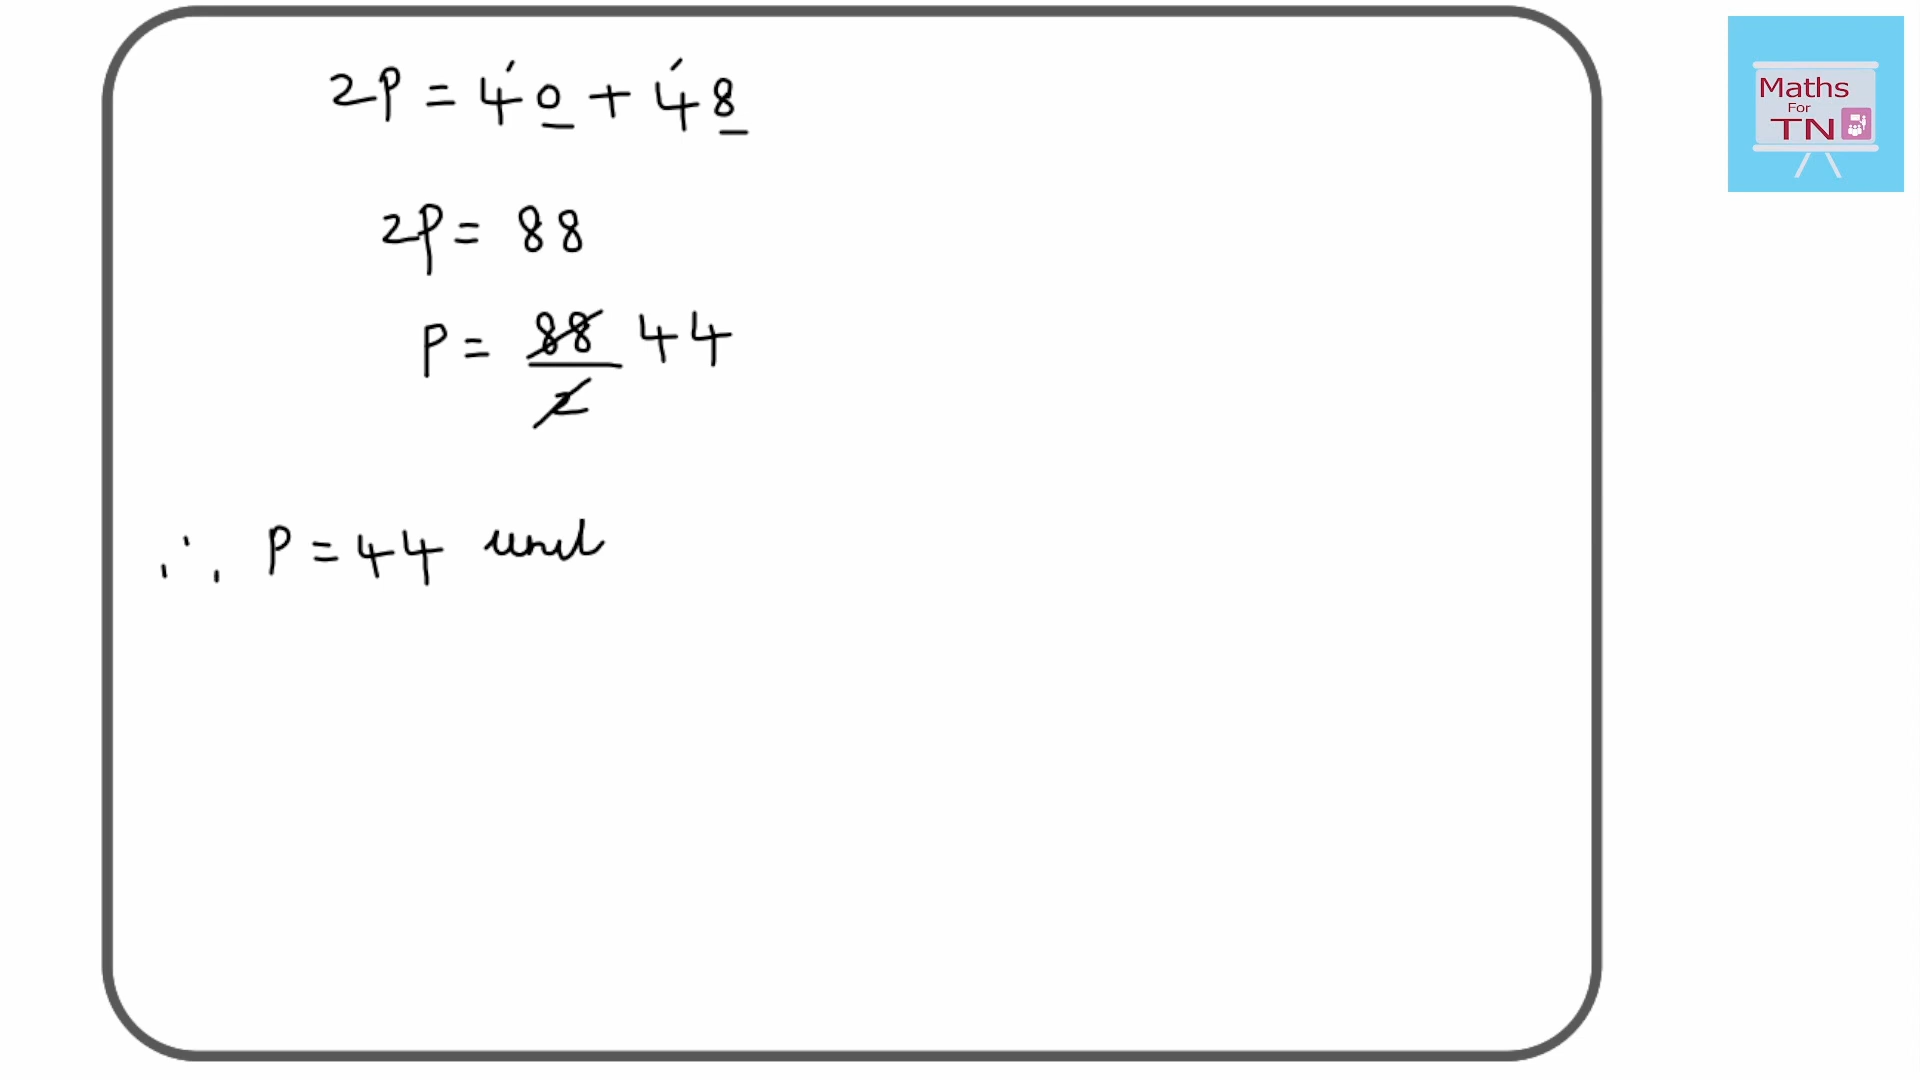 2P = 40 + 48
2P = 88
P = 88/2 44
∴ P = 44 unit
Maths
For
TN